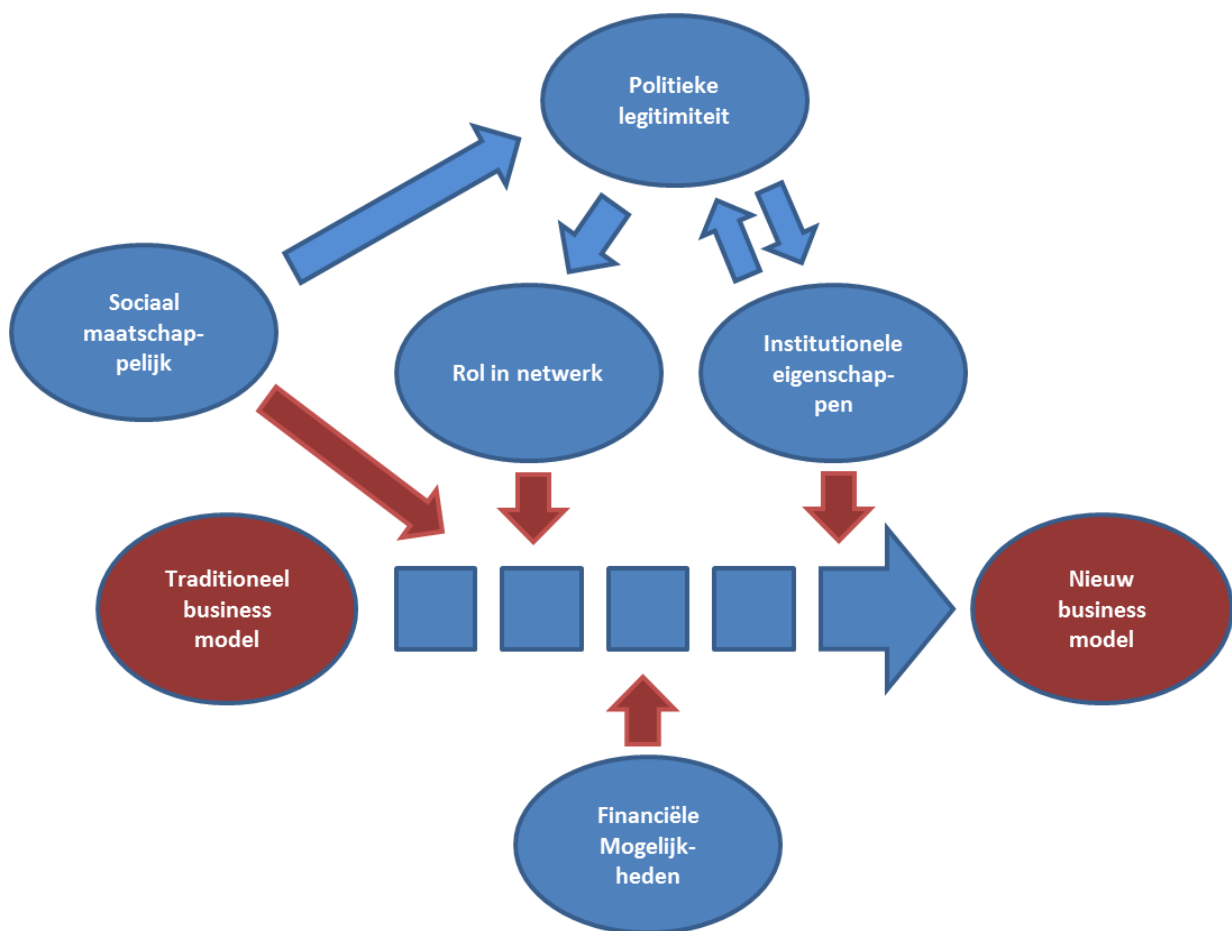 Politieke
legitimiteit
Sociaal
maatschap-
pelijk
Rol in netwerk
Institutionele
eigenschap-
pen
Traditioneel
business
model
Nieuw
business
model
Financiële
Mogelijk-
heden